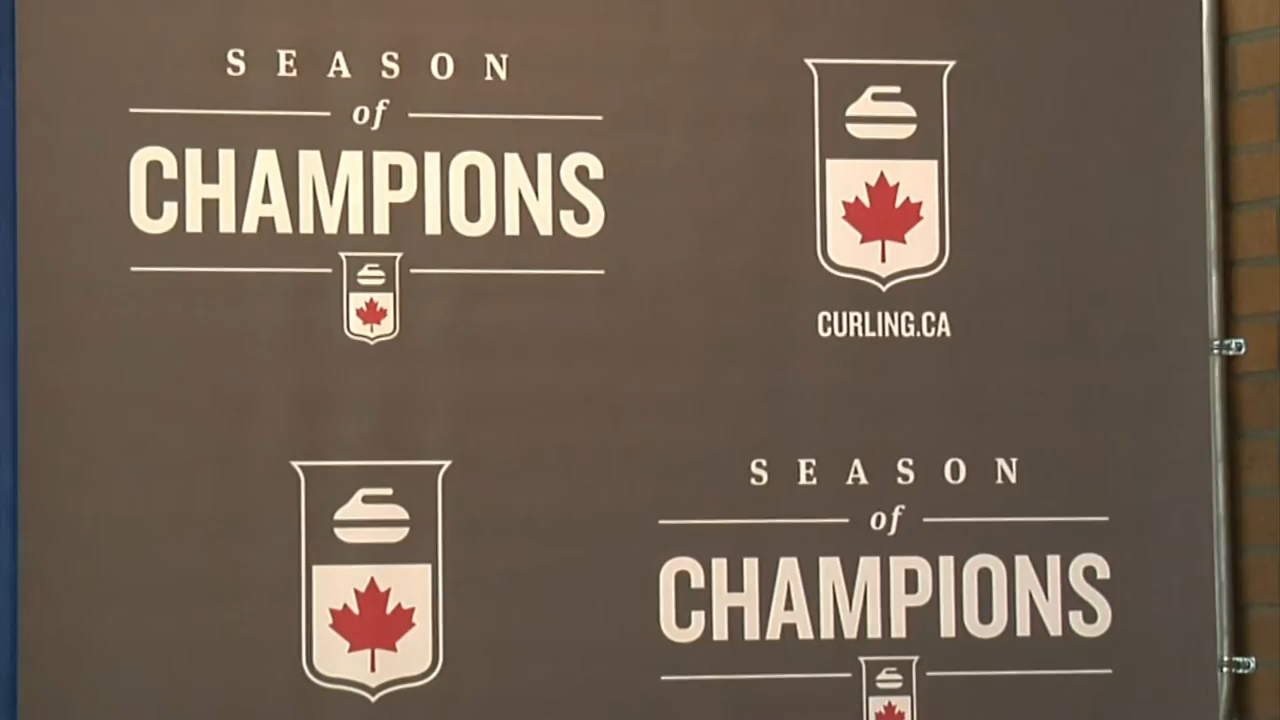 SEASON
of
CHAMPIONS
CURLING.CA
SEASON
of
CHAMPIONS